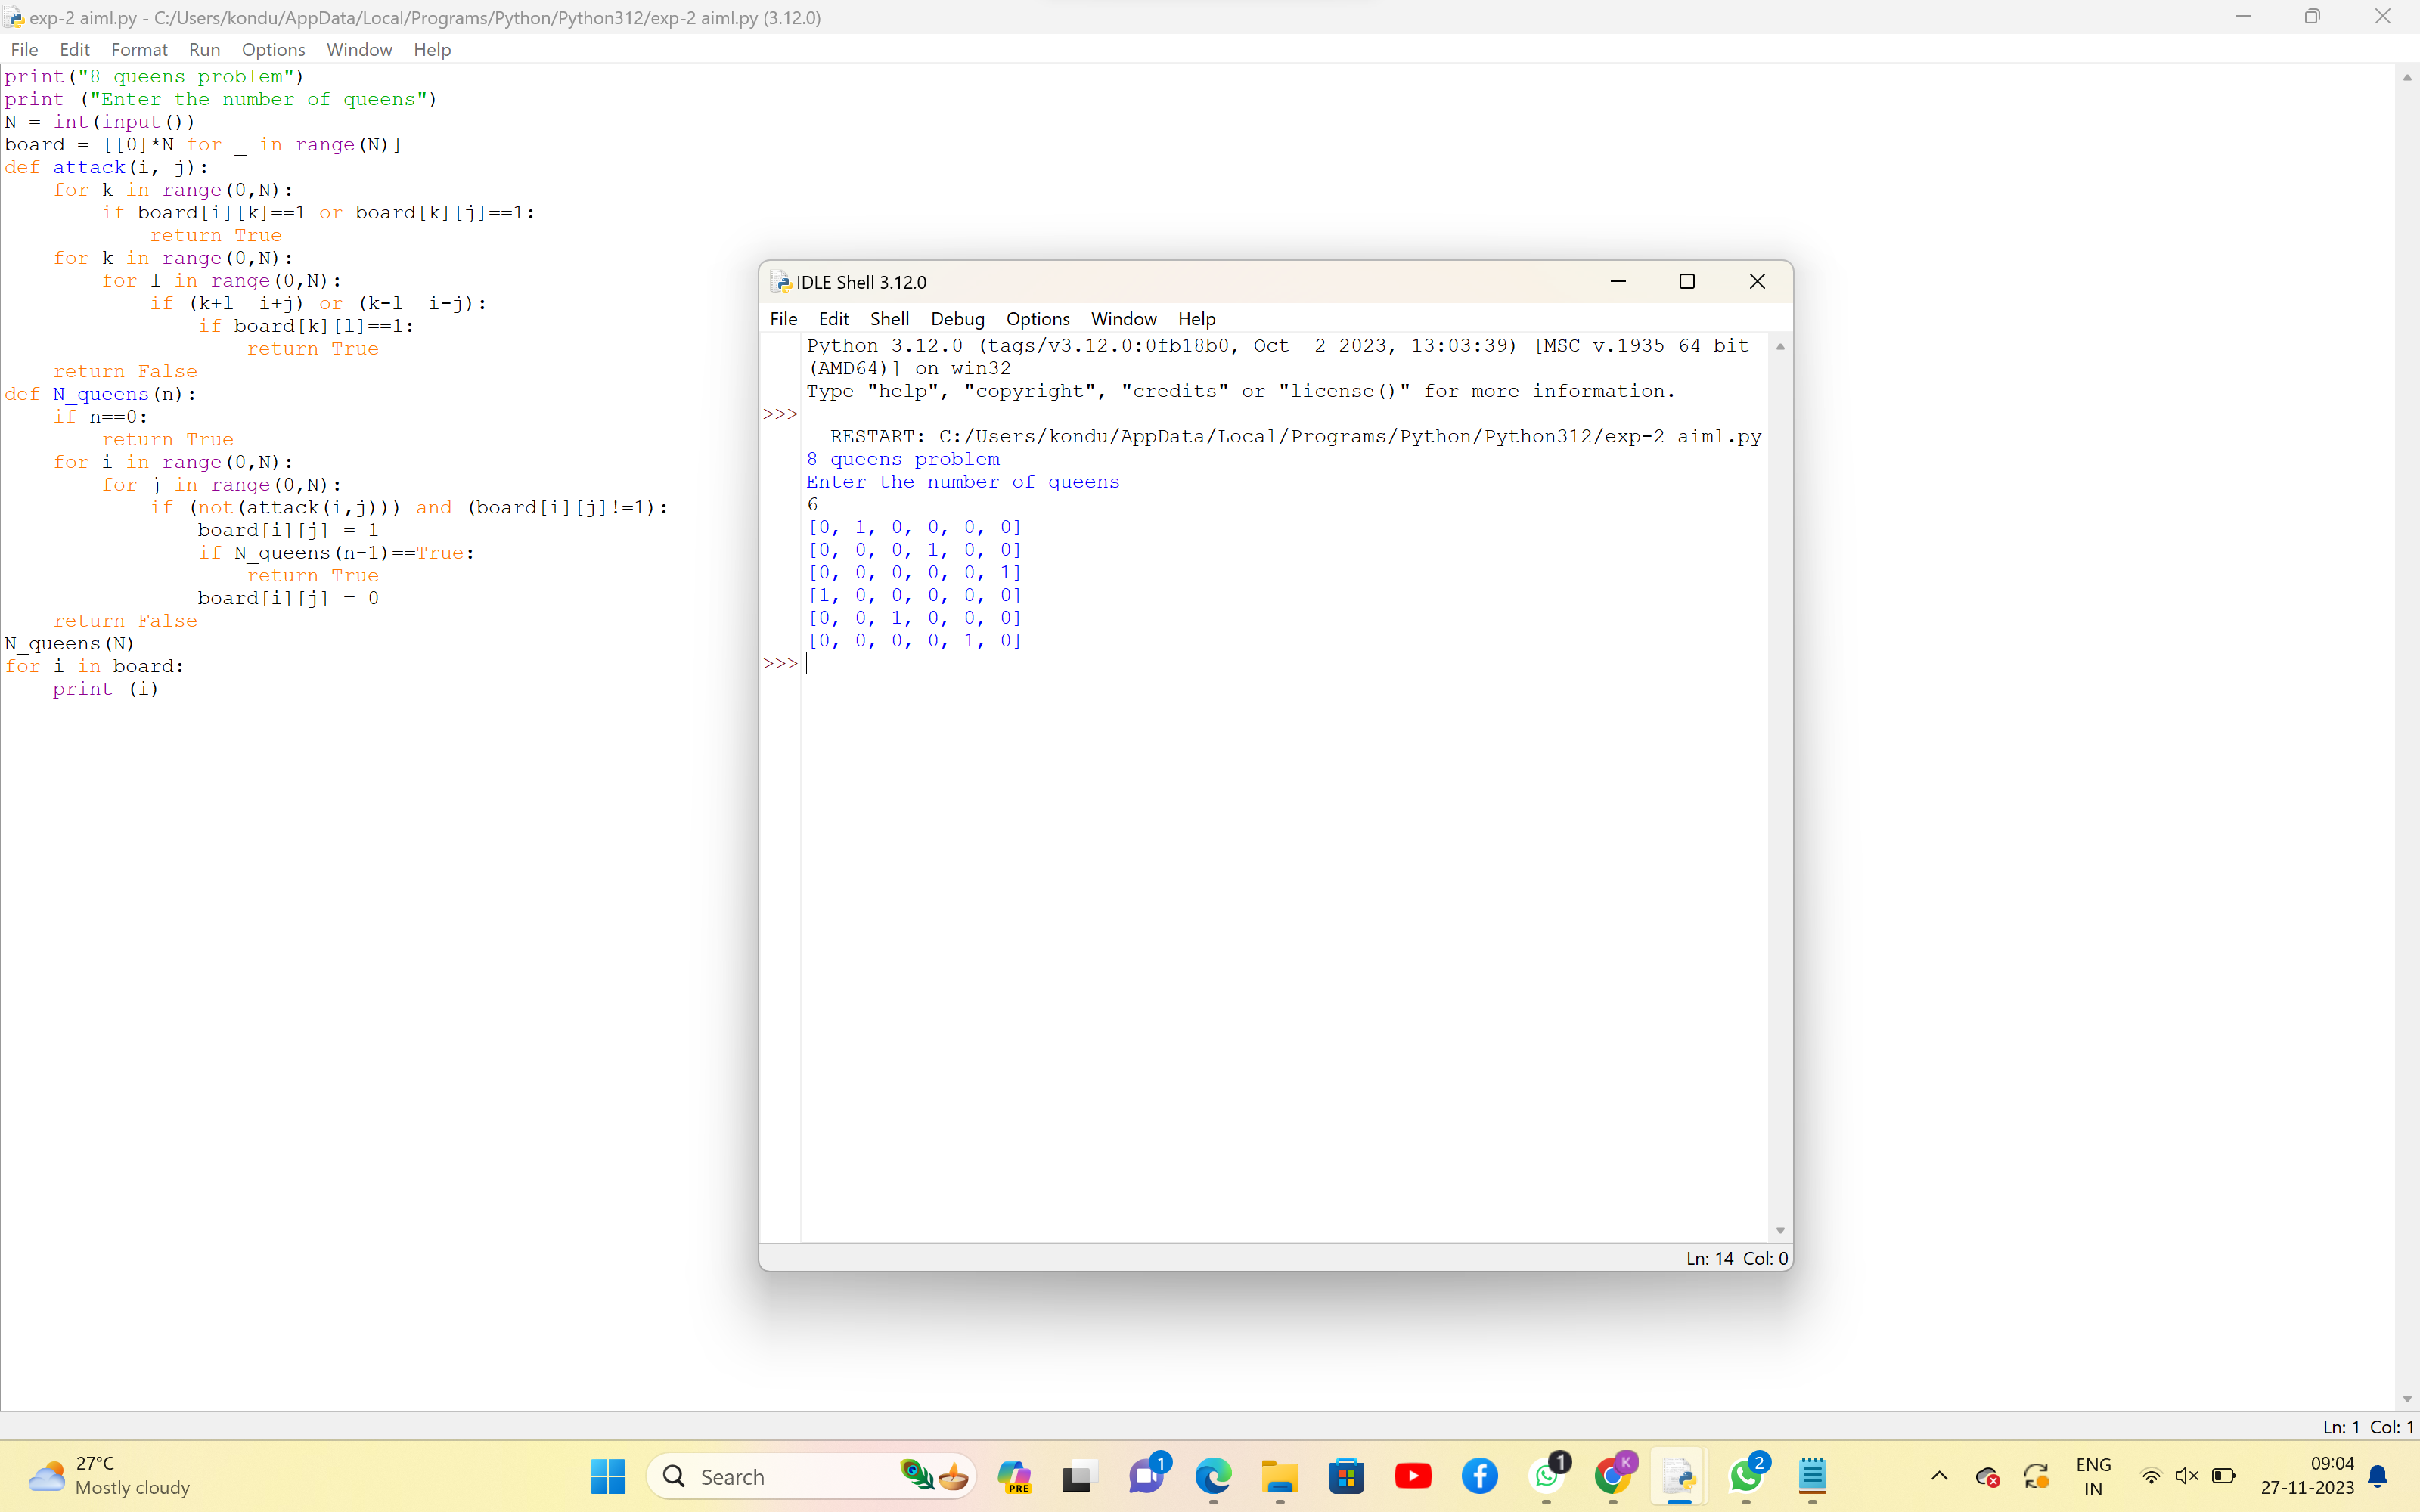 exp-2 aiml.py - C:/Users/kondu/AppData/Local/Programs/Python/Python312/exp-2 aiml.py (3.12.0)
File Edit Format Run Options Window Help
print("8 queens problem")
print ("Enter the number of queens")
N = int(input())
board = [[0]*N for _ in range(N)]
def attack(i, j):
    for k in range(0,N):
        if board[i][k]==1 or board[k][j]==1:
            return True
    for k in range(0,N):
        for l in range(0,N):
            if (k+l==i+j) or (k-l==i-j):
                if board[k][l]==1:
                    return True
    return False
def N_queens(n):
    if n==0:
        return True
    for i in range(0,N):
        for j in range(0,N):
            if (not(attack(i,j))) and (board[i][j]!=1):
                board[i][j] = 1
                if N_queens(n-1)==True:
                    return True
                board[i][j] = 0
    return False
N_queens(N)
for i in board:
    print (i)
IDLE Shell 3.12.0
File Edit Shell Debug Options Window Help
Python 3.12.0 (tags/v3.12.0:0fb18b0, Oct  2 2023, 13:03:39) [MSC v.1935 64 bit
(AMD64)] on win32
Type "help", "copyright", "credits" or "license()" for more information.
>>>
= RESTART: C:/Users/kondu/AppData/Local/Programs/Python/Python312/exp-2 aiml.py
8 queens problem
Enter the number of queens
6
[0, 1, 0, 0, 0, 0]
[0, 0, 0, 1, 0, 0]
[0, 0, 0, 0, 0, 1]
[1, 0, 0, 0, 0, 0]
[0, 0, 1, 0, 0, 0]
[0, 0, 0, 0, 1, 0]
>>>
Ln: 14 Col: 0
Ln: 1 Col: 1
27°C
Mostly cloudy
Search
PRE
1
1
K
2
ENG
IN
09:04
27-11-2023